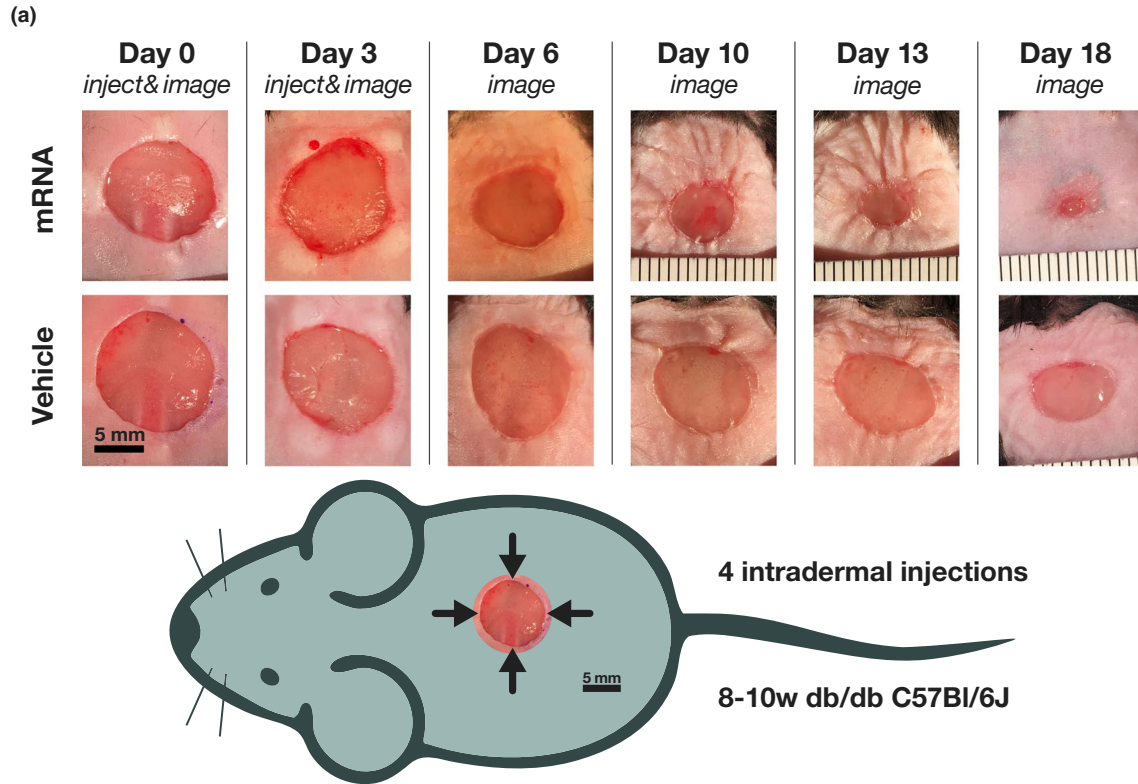 (a)
Day 0
inject&image
Day 3
inject&image
Day 6
image
Day 10
image
Day 13
image
Day 18
image
mRNA
Vehicle
5 mm
4 intradermal injections
5 mm
8-10w db/db C57Bl/6J